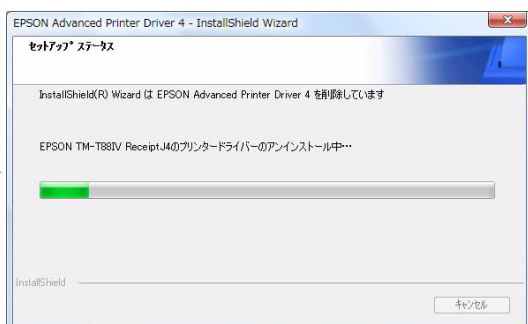 EPSON Advanced Printer Driver 4 - InstallShield Wizard
セットアップ ステータス
InstallShield(R) Wizard は EPSON Advanced Printer Driver 4 を削除しています
EPSON TM-T88IV ReceiptJ4のプリンタードライバーのアンインストール中…
InstallShield
キャンセル